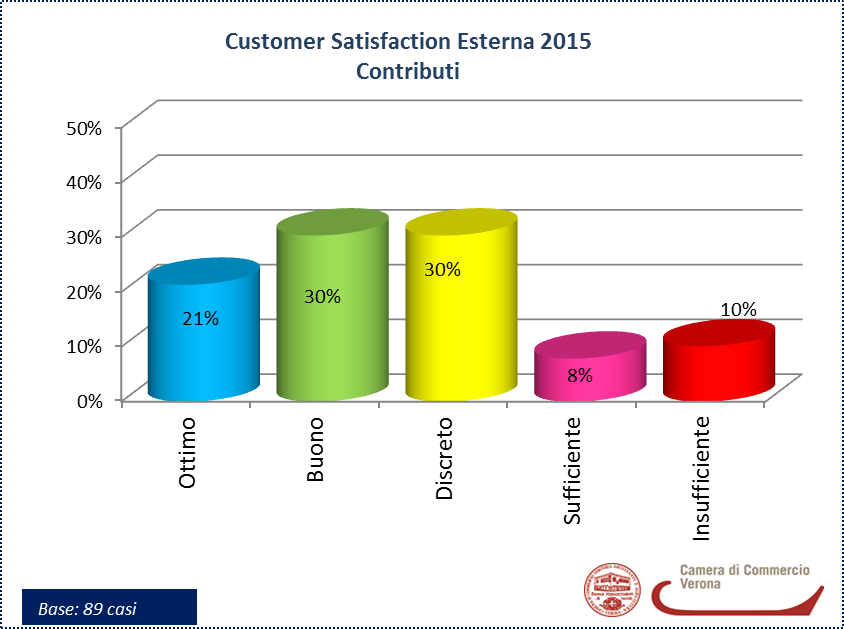 Customer Satisfaction Esterna 2015
Contributi
50%
40%
30%
20%
10%
0%
21%
30%
30%
8%
10%
Ottimo
Buono
Discreto
Sufficiente
Insufficiente
Base: 89 casi
Camera di Commercio
Verona